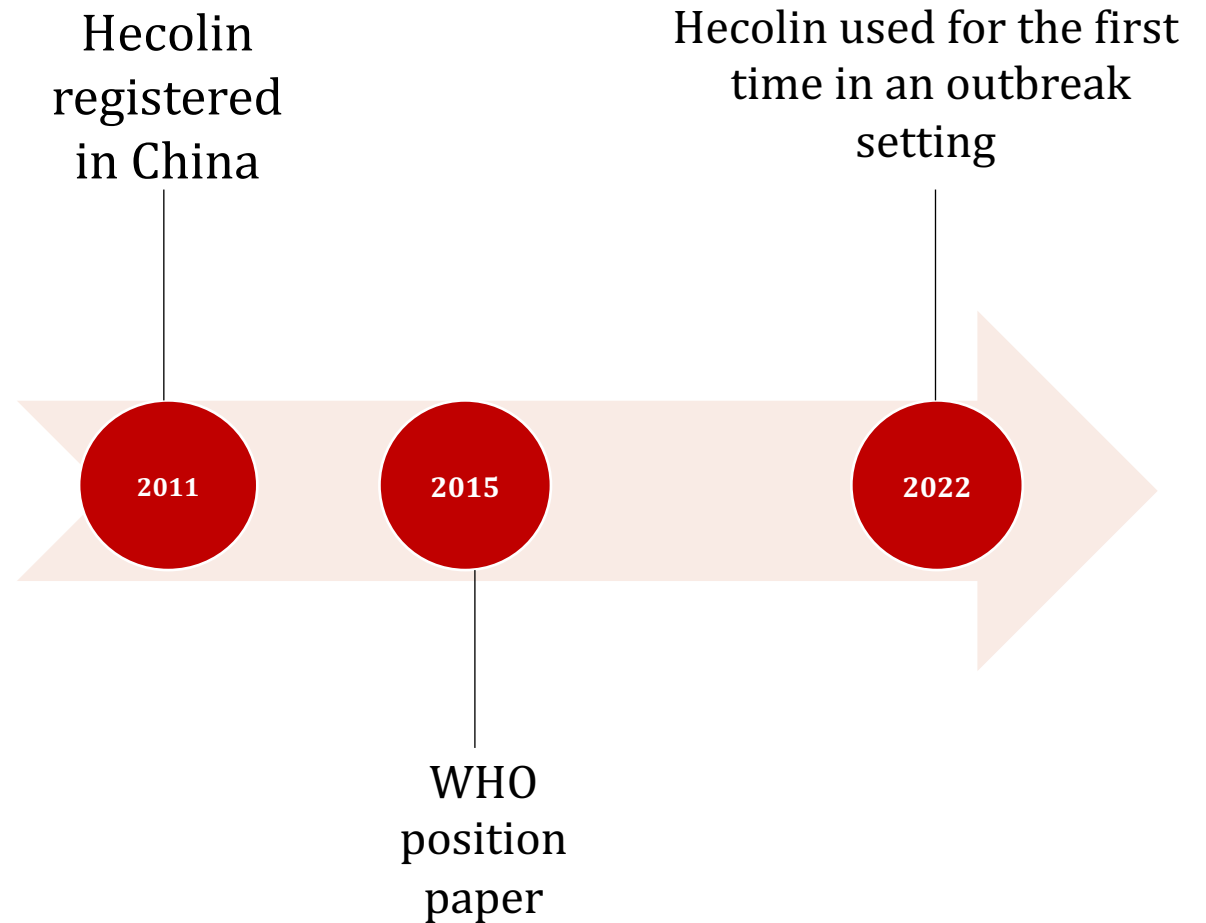 Hecolin
registered
in China
Hecolin used for the first
time in an outbreak
setting
2011
2015
2022
WHO
position
paper